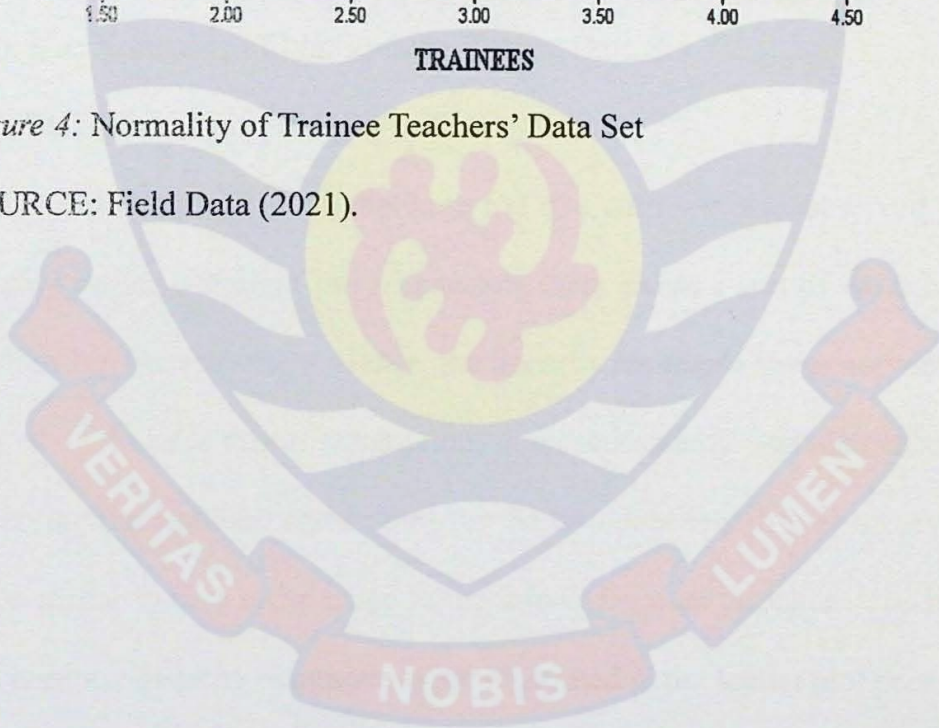 1.50 2.00 2.50 3.00 3.50 4.00 4.50
TRAINEES
ure 4: Normality of Trainee Teachers' Data Set
URCE: Field Data (2021).
VERITAS
NOBIS
LUMEN